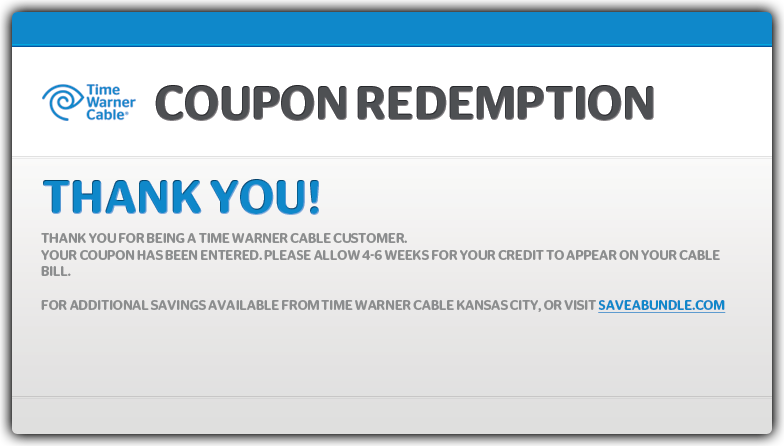 Time
Warner
Cable®
COUPON REDEMPTION
THANK YOU!
THANK YOU FOR BEING A TIME WARNER CABLE CUSTOMER.
YOUR COUPON HAS BEEN ENTERED. PLEASE ALLOW 4-6 WEEKS FOR YOUR CREDIT TO APPEAR ON YOUR CABLE
BILL.
FOR ADDITIONAL SAVINGS AVAILABLE FROM TIME WARNER CABLE KANSAS CITY, OR VISIT SAVEABUNDLE.COM